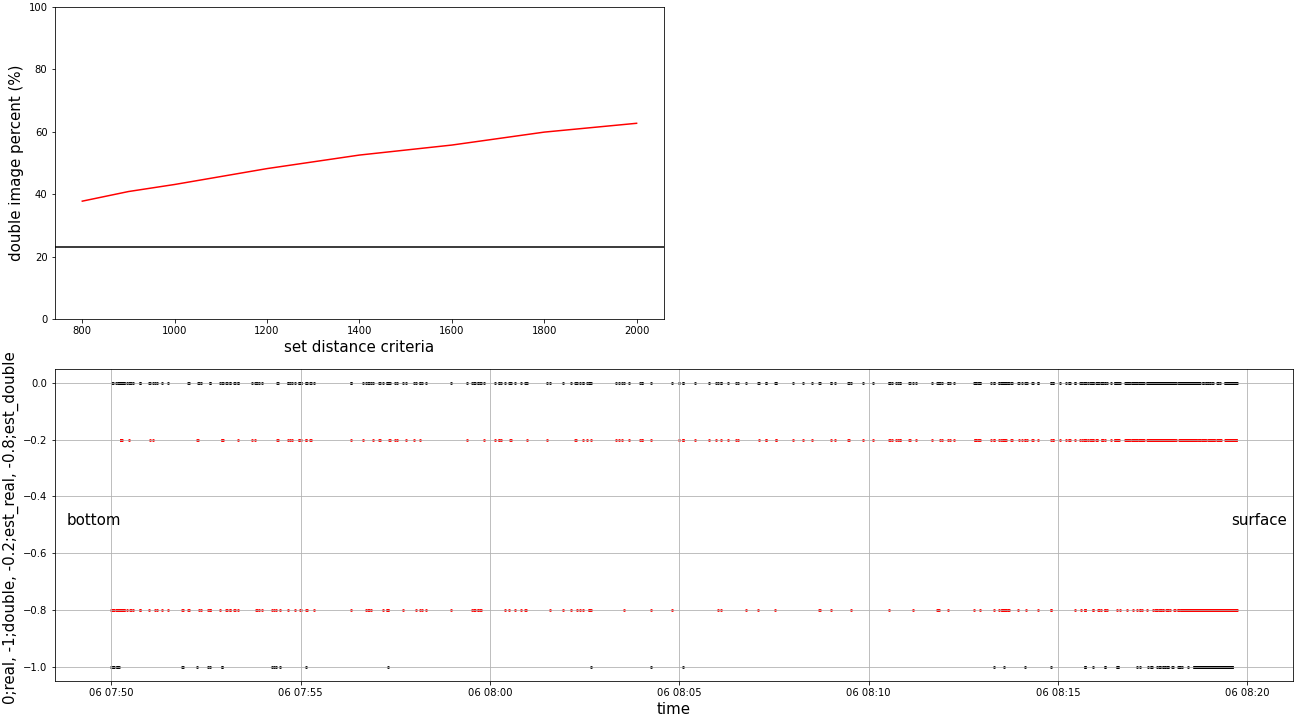 100
80
60
40
20
0
double image percent (%)
800 1000 1200 1400 1600 1800 2000
set distance criteria
0;real, -1;double, -0.2;est_real, -0.8;est_double
0.0
−0.2
−0.4
bottom surface
−0.6
−0.8
−1.0
06 07:50 06 07:55 06 08:00 06 08:05 06 08:10 06 08:15 06 08:20
time